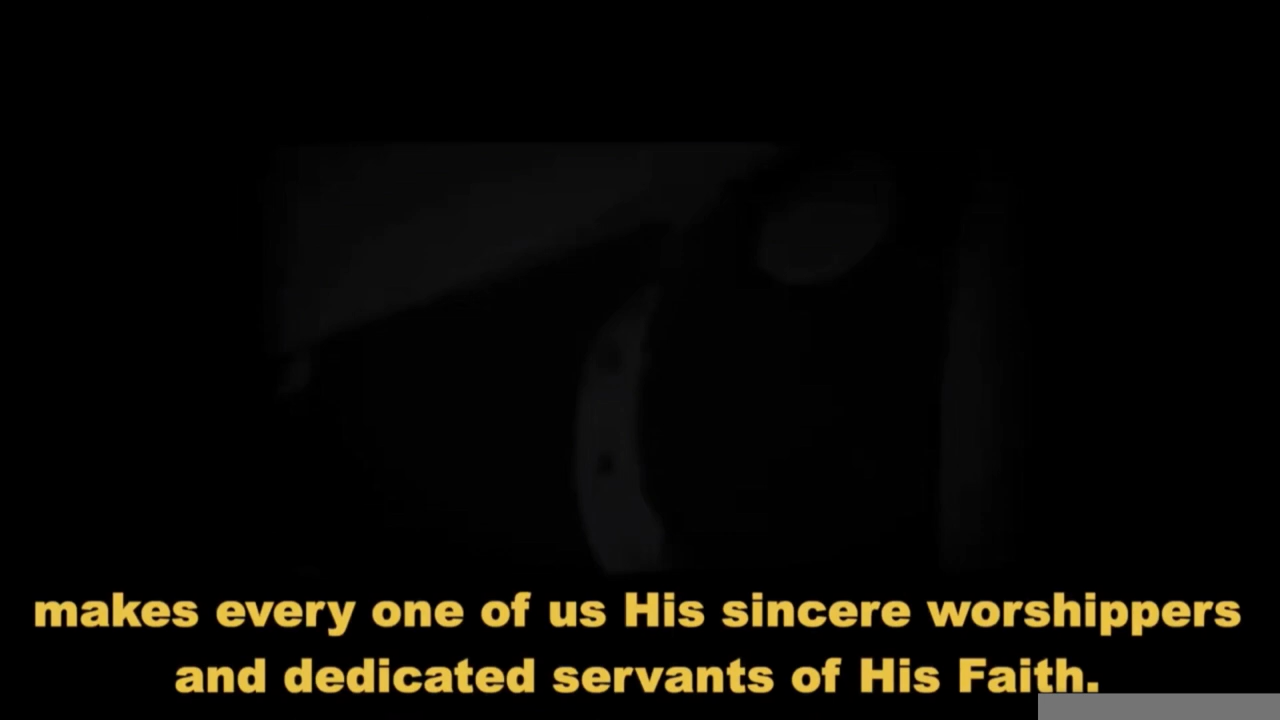 makes every one of us His sincere worshippers
and dedicated servants of His Faith.